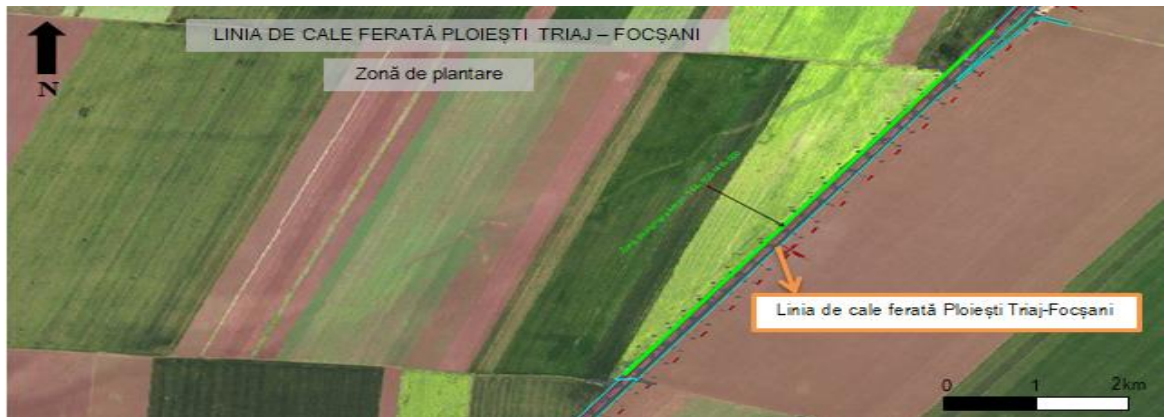 LINIA DE CALE FERATĂ PLOIEȘTI TRIAJ – FOCȘANI
Zonă de plantare
N
Linia de cale ferată Ploiești Triaj-Focșani
0 1 2km